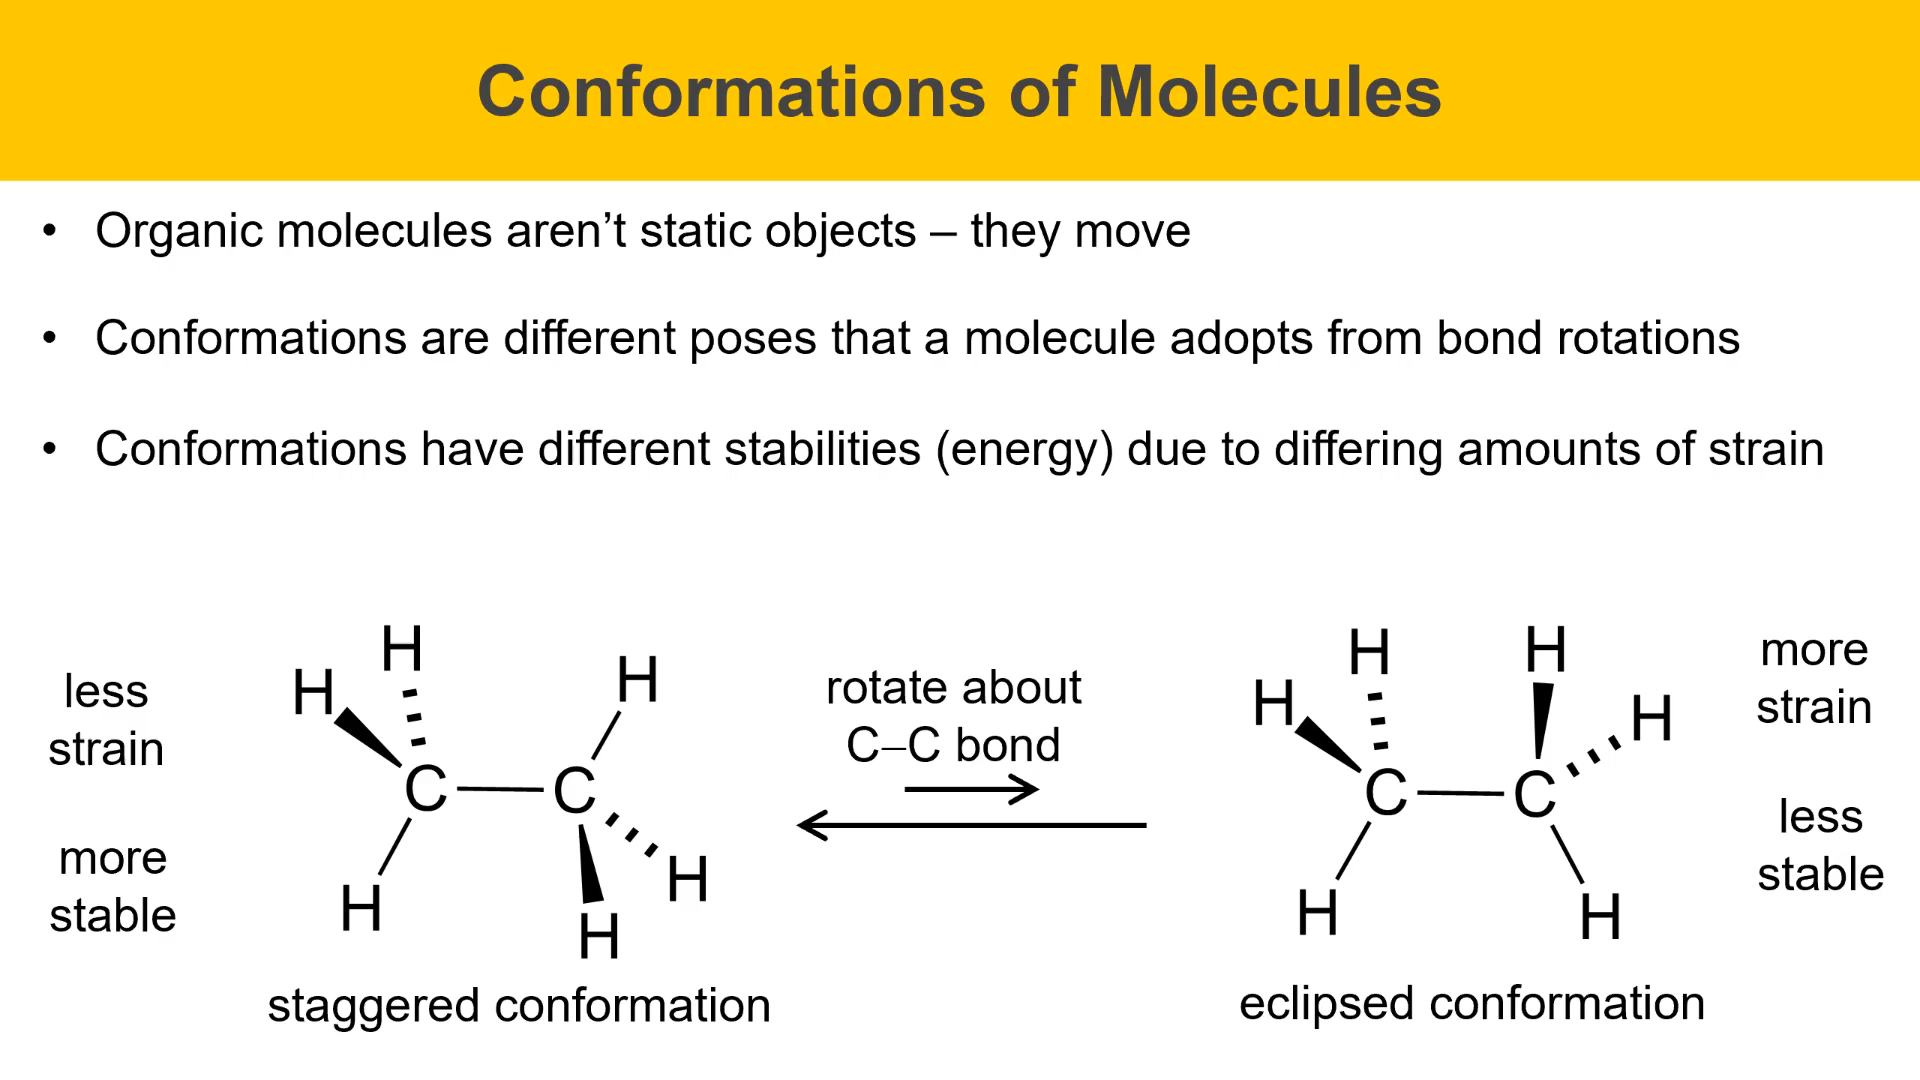 Conformations of Molecules
• Organic molecules aren’t static objects – they move
• Conformations are different poses that a molecule adopts from bond rotations
• Conformations have different stabilities (energy) due to differing amounts of strain
less
strain
more
stable
H
H
H
C
C
H
H
H
staggered conformation
rotate about
C–C bond
H
H
H
H
C
C
H
H
eclipsed conformation
more
strain
less
stable